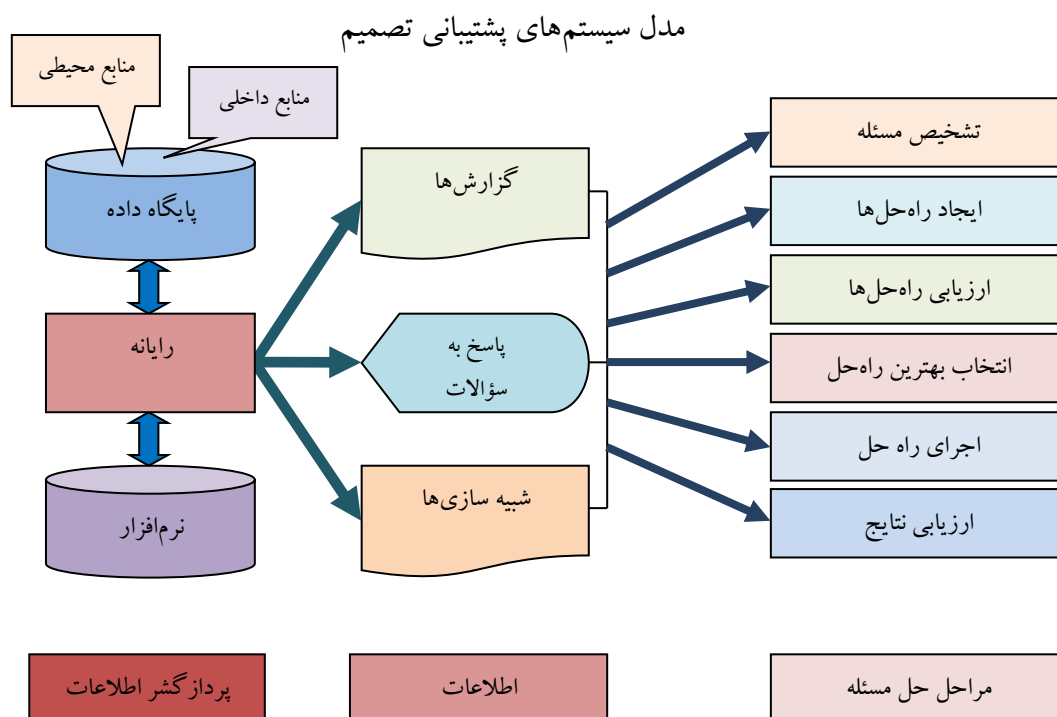 مدل سیستم‌های پشتیبانی تصمیم
منابع محیطی
منابع داخلی
پایگاه داده
رایانه
نرم‌افزار
گزارش‌ها
پاسخ به
سؤالات
شبیه سازی‌ها
تشخیص مسئله
ایجاد راه‌حل‌ها
ارزیابی راه‌حل‌ها
انتخاب بهترین راه‌حل
اجرای راه حل
ارزیابی نتایج
پردازگشر اطلاعات
اطلاعات
مراحل حل مسئله